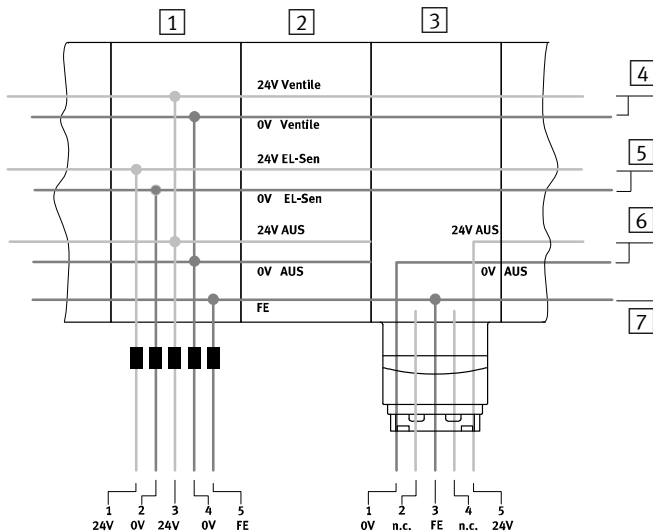 1 2 3
24V Ventile
4
0V Ventile
24V EL-Sen
5
0V EL-Sen
6
24V AUS 24V AUS
0V AUS 0V AUS
FE
7
1 2 3 4 5 1 2 3 4 5
24V 0V 24V 0V FE 0V n.c. FE n.c. 24V